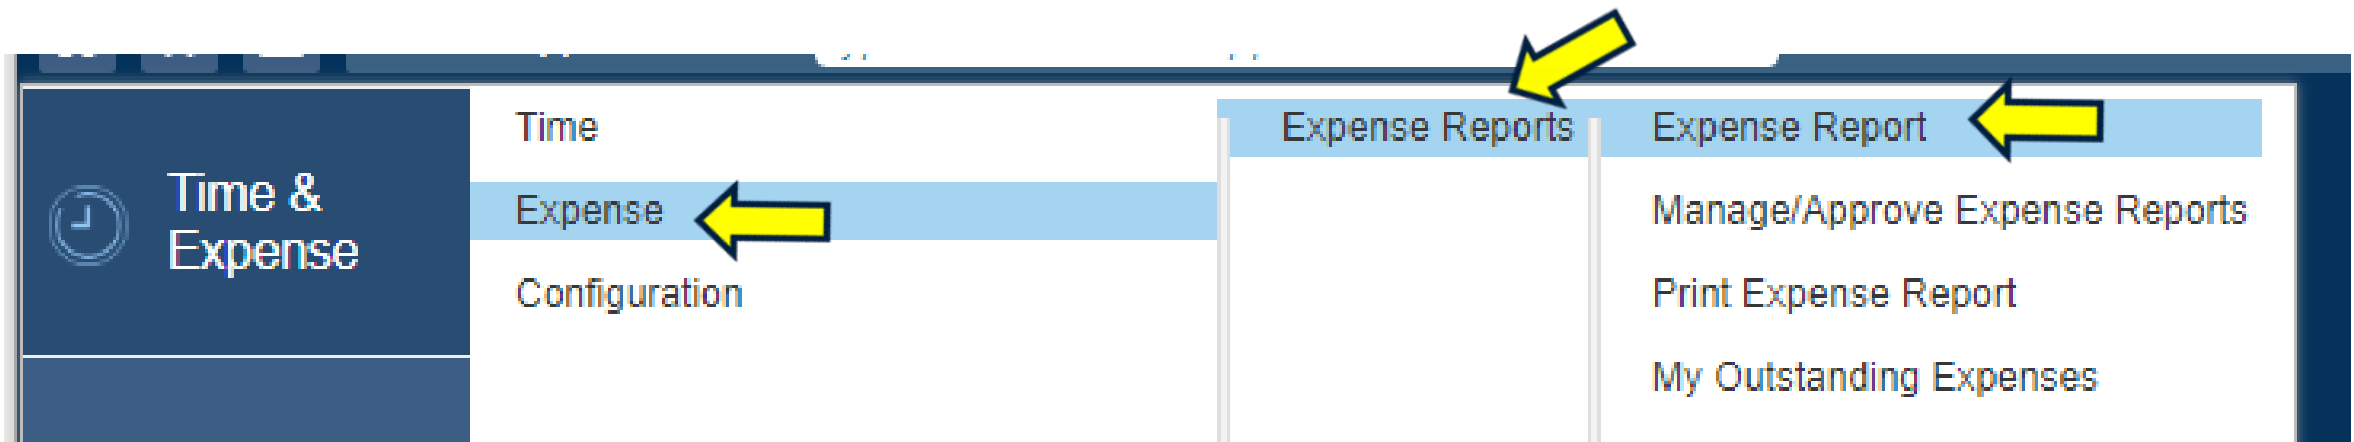 Time &
Expense
Time
Expense
Configuration
Expense Reports
Expense Report
Manage/Approve Expense Reports
Print Expense Report
My Outstanding Expenses